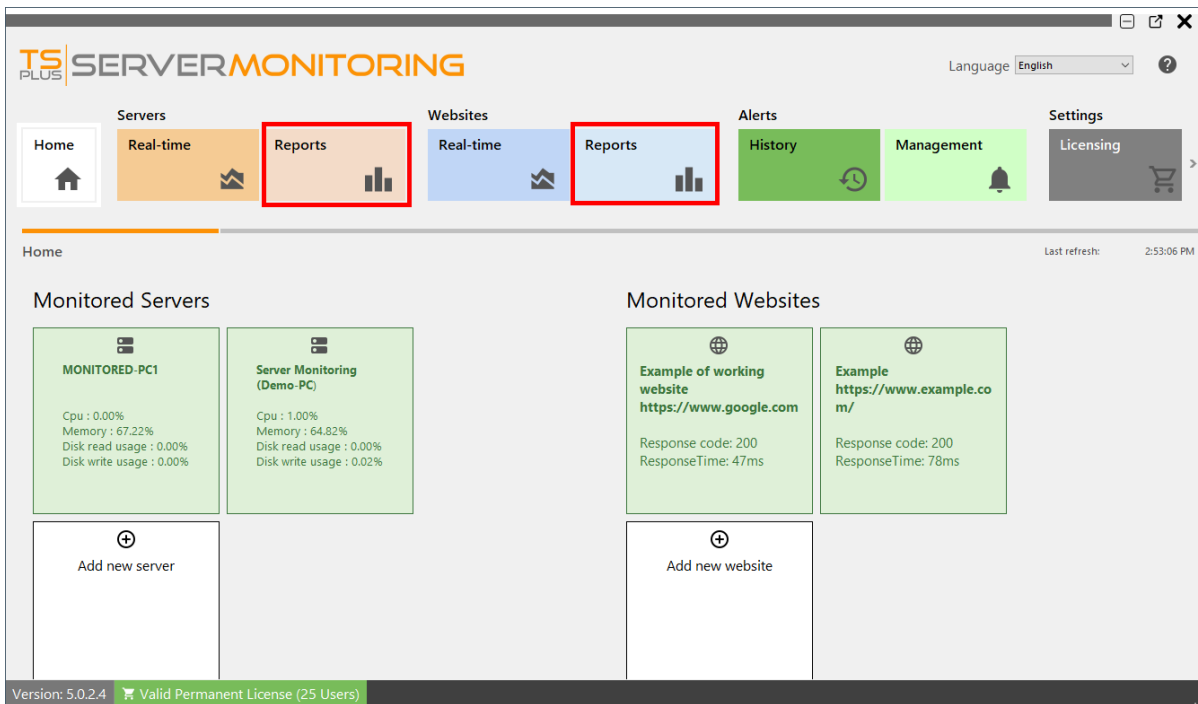 TS PLUS SERVERMONITORING
Language English
Servers
Websites
Alerts
Settings
Home
Real-time
Reports
Real-time
Reports
History
Management
Licensing
Home
Last refresh: 2:53:06 PM
Monitored Servers
MONITORED-PC1
Cpu : 0.00%
Memory : 67.22%
Disk read usage : 0.00%
Disk write usage : 0.00%
Server Monitoring
(Demo-PC)
Cpu : 1.00%
Memory : 64.82%
Disk read usage : 0.00%
Disk write usage : 0.02%
Add new server
Monitored Websites
Example of working
website
https://www.google.com
Response code: 200
ResponseTime: 47ms
Example
https://www.example.co
m/
Response code: 200
ResponseTime: 78ms
Add new website
Version: 5.0.2.4
Valid Permanent License (25 Users)